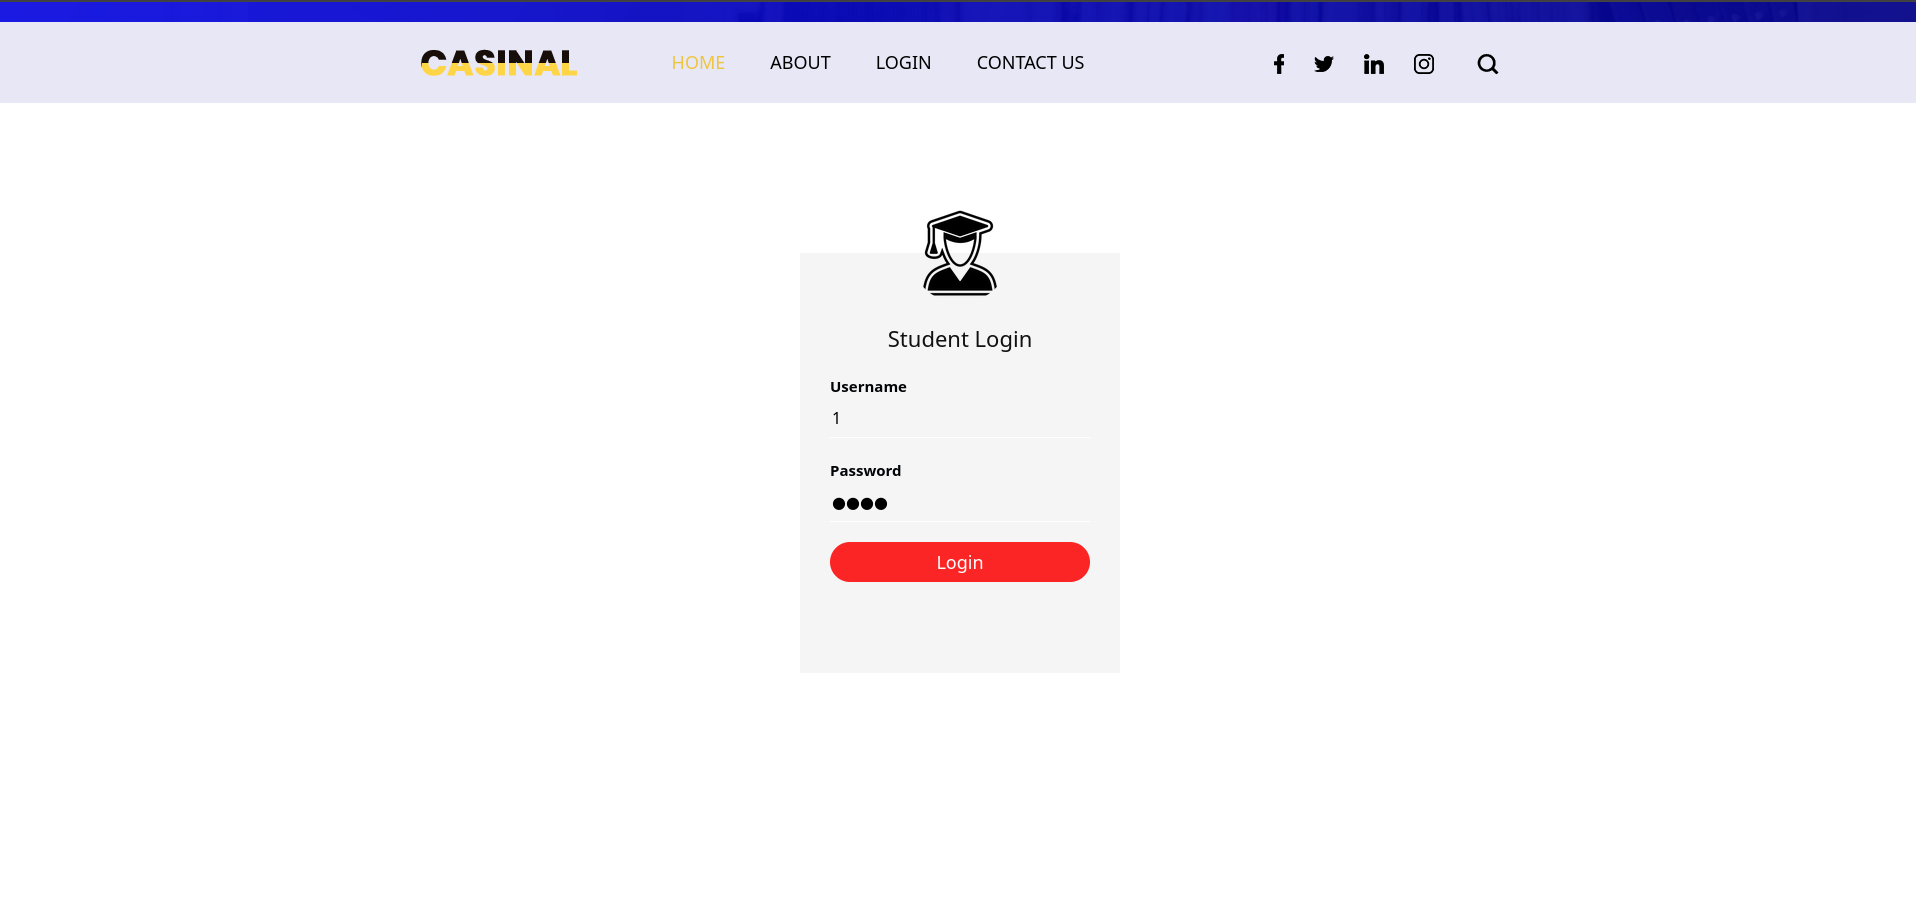 CASINAL HOME ABOUT LOGIN CONTACT US
Student Login
Username
1
Password
●●●●
Login